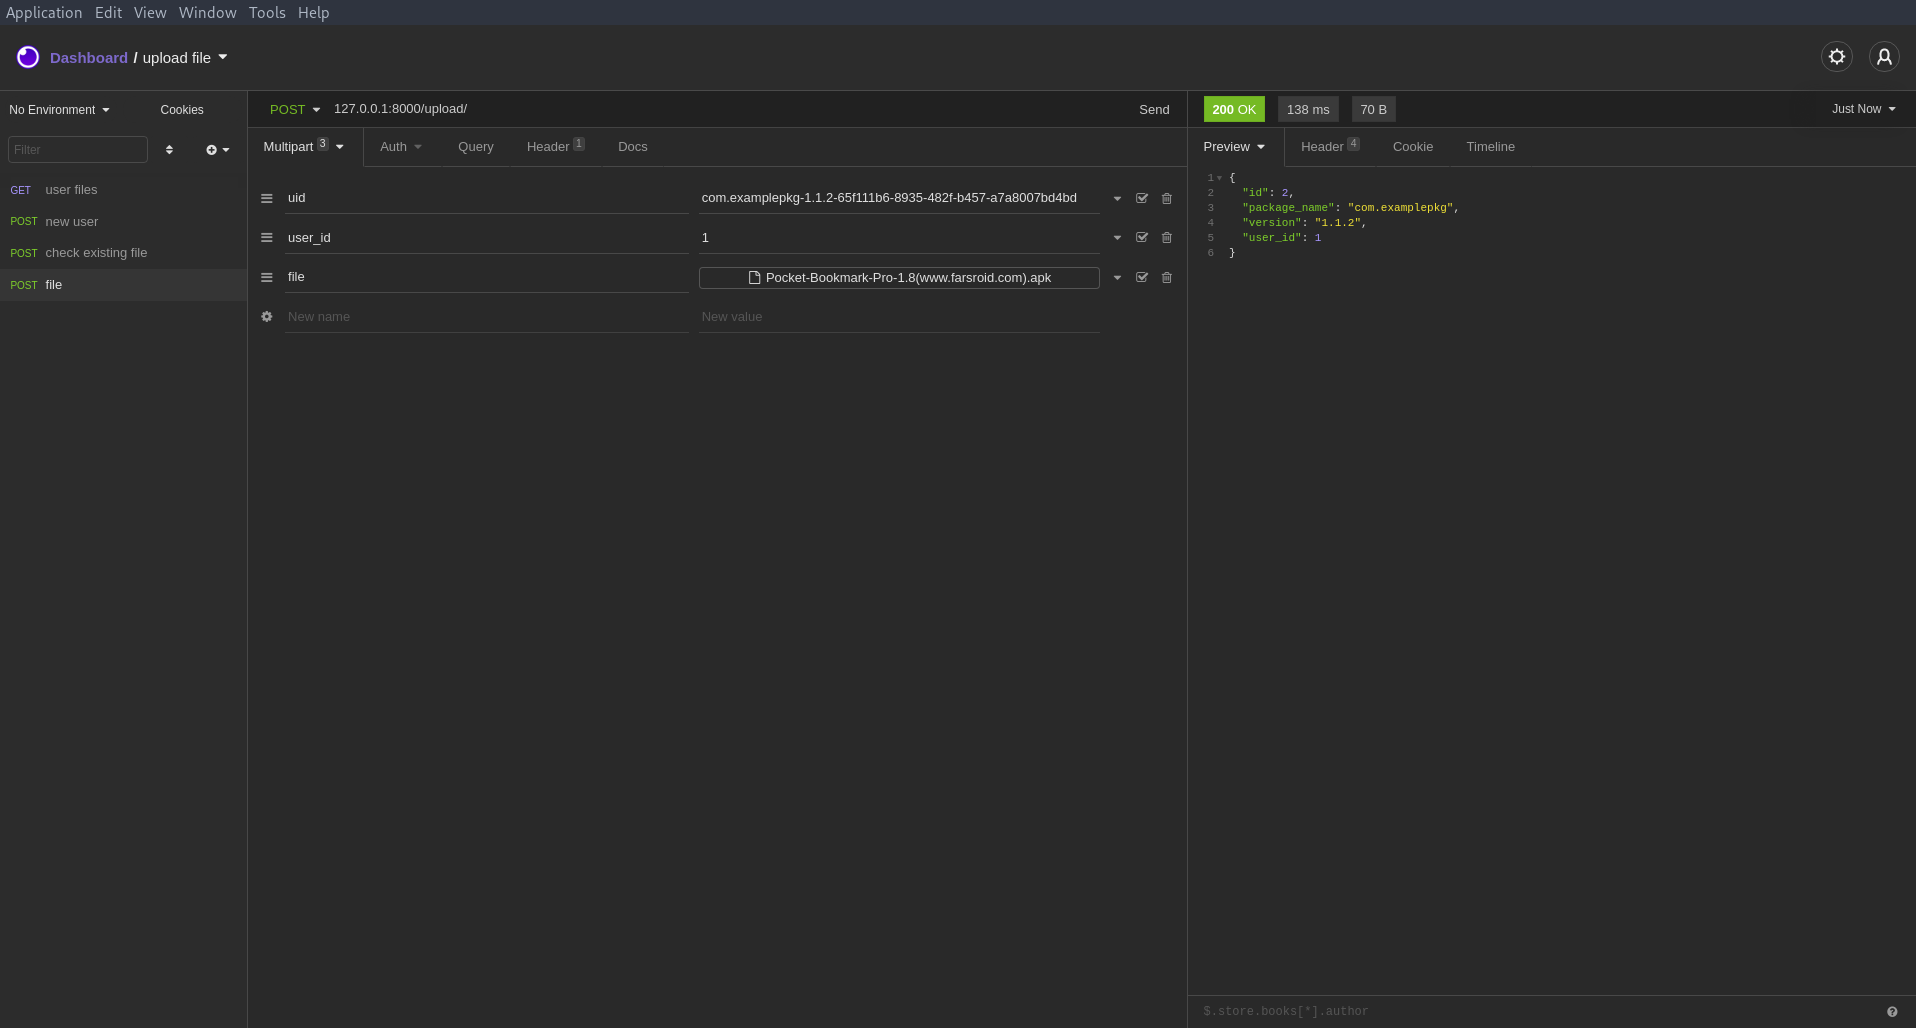 Application Edit View Window Tools Help
Dashboard / upload file
No Environment Cookies
Filter
GET user files
POST new user
POST check existing file
POST file
POST 127.0.0.1:8000/upload/ Send
Multipart 3 Auth Query Header 1 Docs
uid com.examplepkg-1.1.2-65f111b6-8935-482f-b457-a7a8007bd4bd
user_id 1
file Pocket-Bookmark-Pro-1.8(www.farsroid.com).apk
New name New value
200 OK 138 ms 70 B Just Now
Preview Header 4 Cookie Timeline
1 {
2 "id": 2,
3 "package_name": "com.examplepkg",
4 "version": "1.1.2",
5 "user_id": 1
6 }
$.store.books[*].author